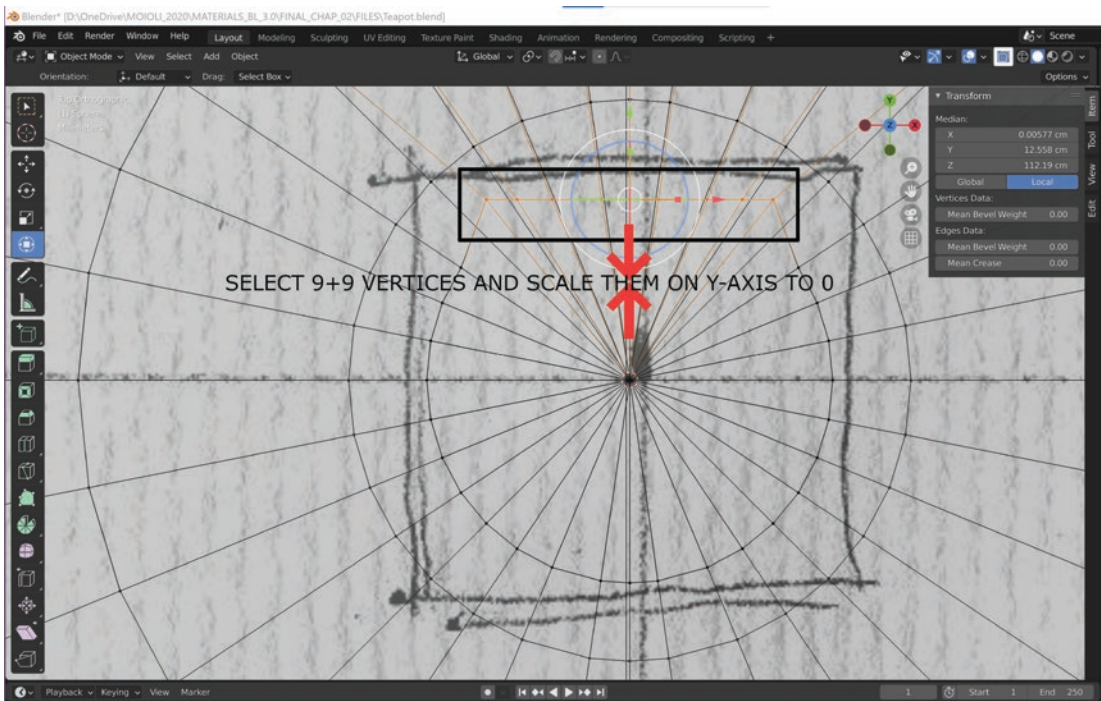 Blender* [D:\OneDrive\MOIOLI_2020\MATERIALS_BL_3.0\FINAL_CHAP_02\FILES\Teapot.blend]
File Edit Render Window Help Layout Modeling Sculpting UV Editing Texture Paint Shading Animation Rendering Compositing Scripting + Scene
Object Mode View Select Add Object Global
Orientation: Default Drag: Select Box Options
Top Orthographic
Transform
Item
Tool
View
Edit
Median:
X 0.00577 cm
Y 12.558 cm
Z 112.19 cm
Global Local
Vertices Data:
Mean Bevel Weight 0.00
Edges Data:
Mean Bevel Weight 0.00
Mean Crease 0.00
Y
Z X
SELECT 9+9 VERTICES AND SCALE THEM ON Y-AXIS TO 0
Playback Keying View Marker 1 Start 1 End 250